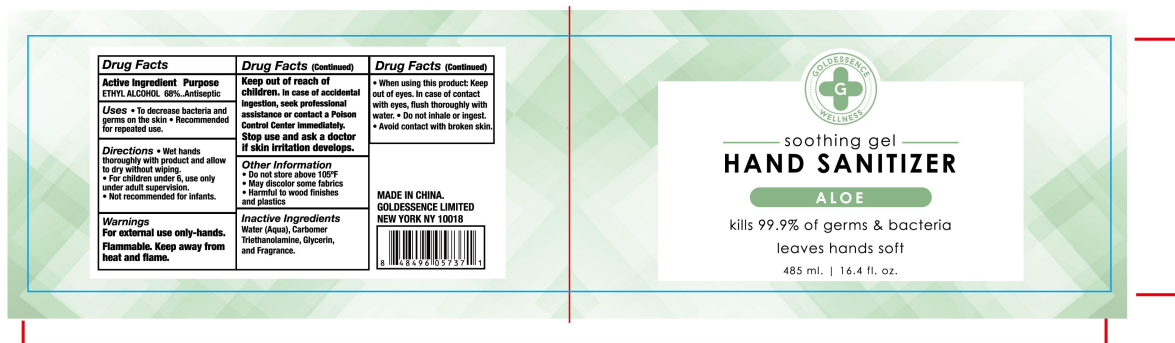 Drug Facts
Active Ingredient Purpose
ETHYL ALCOHOL 68%..Antiseptic
Uses • To decrease bacteria and
germs on the skin • Recommended
for repeated use.
Directions • Wet hands
thoroughly with product and allow
to dry without wiping.
• For children under 6, use only
under adult supervision.
• Not recommended for infants.
Warnings
For external use only-hands.
Flammable. Keep away from
heat and flame.
Drug Facts (Continued)
Keep out of reach of
children. In case of accidental
ingestion, seek professional
assistance or contact a Poison
Control Center immediately.
Stop use and ask a doctor
if skin irritation develops.
Other Information
• Do not store above 105ºF
• May discolor some fabrics
• Harmful to wood finishes
and plastics
Inactive Ingredients
Water (Aqua), Carbomer
Triethanolamine, Glycerin,
and Fragrance.
Drug Facts (Continued)
• When using this product: Keep
out of eyes. In case of contact
with eyes, flush thoroughly with
water. • Do not inhale or ingest.
• Avoid contact with broken skin.
MADE IN CHINA.
GOLDESSENCE LIMITED
NEW YORK NY 10018
8 48496 05737 1
GOLDESSENCE
G
WELLNESS
soothing gel
HAND SANITIZER
ALOE
kills 99.9% of germs & bacteria
leaves hands soft
485 ml. | 16.4 fl. oz.